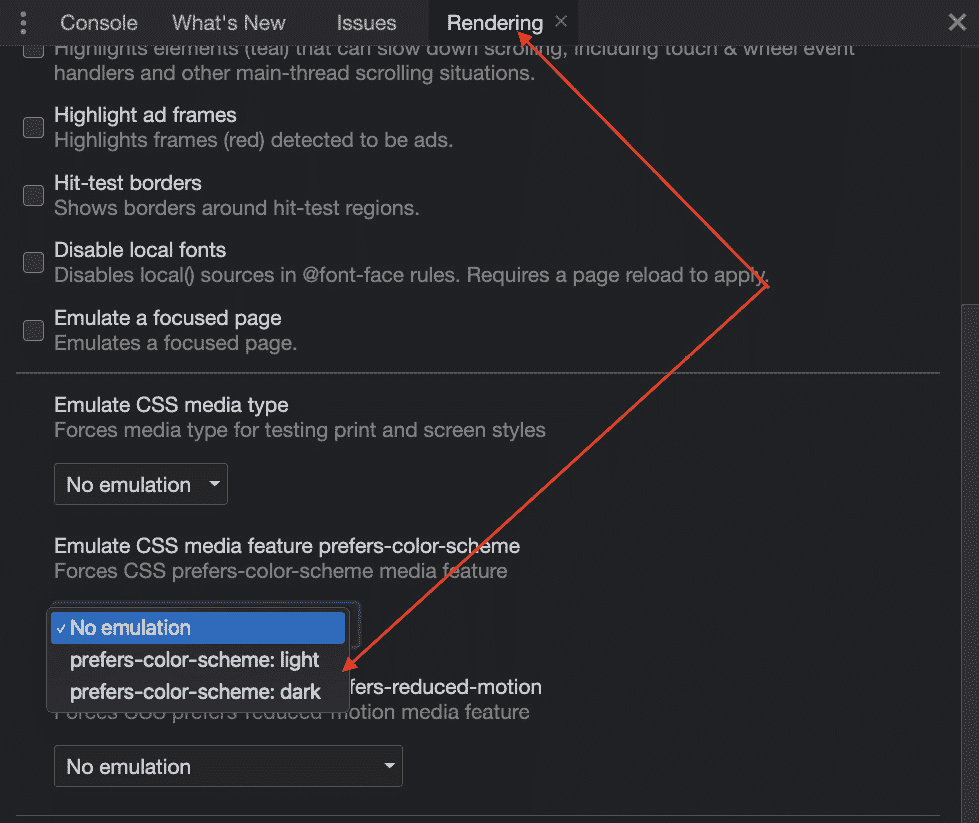 Console What's New Issues Rendering
Highlights elements (teal) that can slow down scrolling, including touch & wheel event
handlers and other main-thread scrolling situations.
Highlight ad frames
Highlights frames (red) detected to be ads.
Hit-test borders
Shows borders around hit-test regions.
Disable local fonts
Disables local() sources in @font-face rules. Requires a page reload to apply.
Emulate a focused page
Emulates a focused page.
Emulate CSS media type
Forces media type for testing print and screen styles
No emulation
Emulate CSS media feature prefers-color-scheme
Forces CSS prefers-color-scheme media feature
No emulation
prefers-color-scheme: light
prefers-color-scheme: dark
fers-reduced-motion
Forces CSS prefers-reduced-motion media feature
No emulation